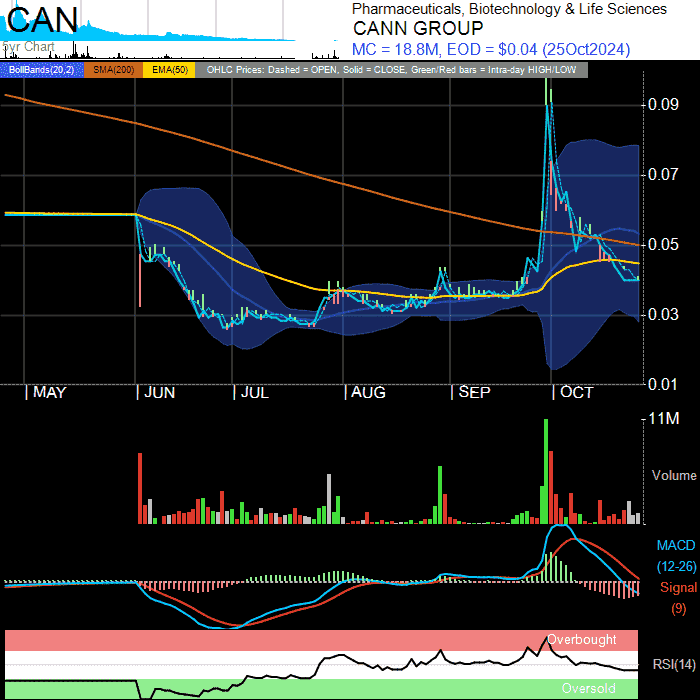 CAN
5yr Chart
Pharmaceuticals, Biotechnology & Life Sciences
CANN GROUP
MC = 18.8M, EOD = $0.04 (25Oct2024)
BollBands(20,2) SMA(200) EMA(50) OHLC Prices: Dashed = OPEN, Solid = CLOSE, Green/Red bars = Intra-day HIGH/LOW
0.09
0.07
0.05
0.03
0.01
MAY JUN JUL AUG SEP OCT
11M
Volume
MACD
(12-26)
Signal
(9)
Overbought
RSI(14)
Oversold